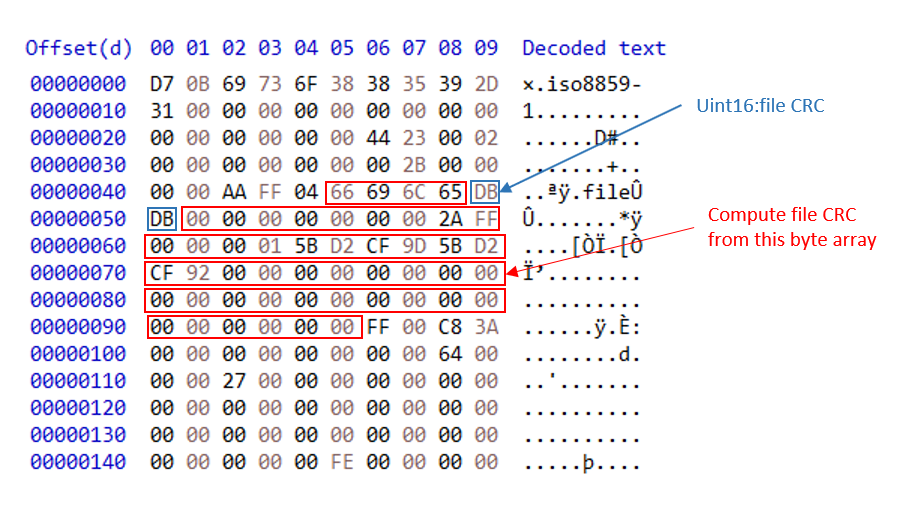 Offset(d) 00 01 02 03 04 05 06 07 08 09 Decoded text
00000000 D7 0B 69 73 6F 38 38 35 39 2D ×.iso8859-
00000010 31 00 00 00 00 00 00 00 00 00 1.........
Uint16:file CRC
00000020 00 00 00 00 00 00 44 23 00 02 ......D#..
00000030 00 00 00 00 00 00 00 2B 00 00 .......+..
00000040 00 00 AA FF 04 66 69 6C 65 DB ..ªÿ.fileÛ
00000050 DB 00 00 00 00 00 00 00 2A FF Û.......*ÿ
Compute file CRC
from this byte array
00000060 00 00 00 01 5B D2 CF 9D 5B D2 ....[ÒÏ.[Ò
00000070 CF 92 00 00 00 00 00 00 00 00 Ï’........
00000080 00 00 00 00 00 00 00 00 00 00 ..........
00000090 00 00 00 00 00 00 FF 00 C8 3A ......ÿ.È:
00000100 00 00 00 00 00 00 00 00 64 00 ........d.
00000110 00 00 27 00 00 00 00 00 00 00 ..'.......
00000120 00 00 00 00 00 00 00 00 00 00 ..........
00000130 00 00 00 00 00 00 00 00 00 00 ..........
00000140 00 00 00 00 00 FE 00 00 00 00 .....þ....